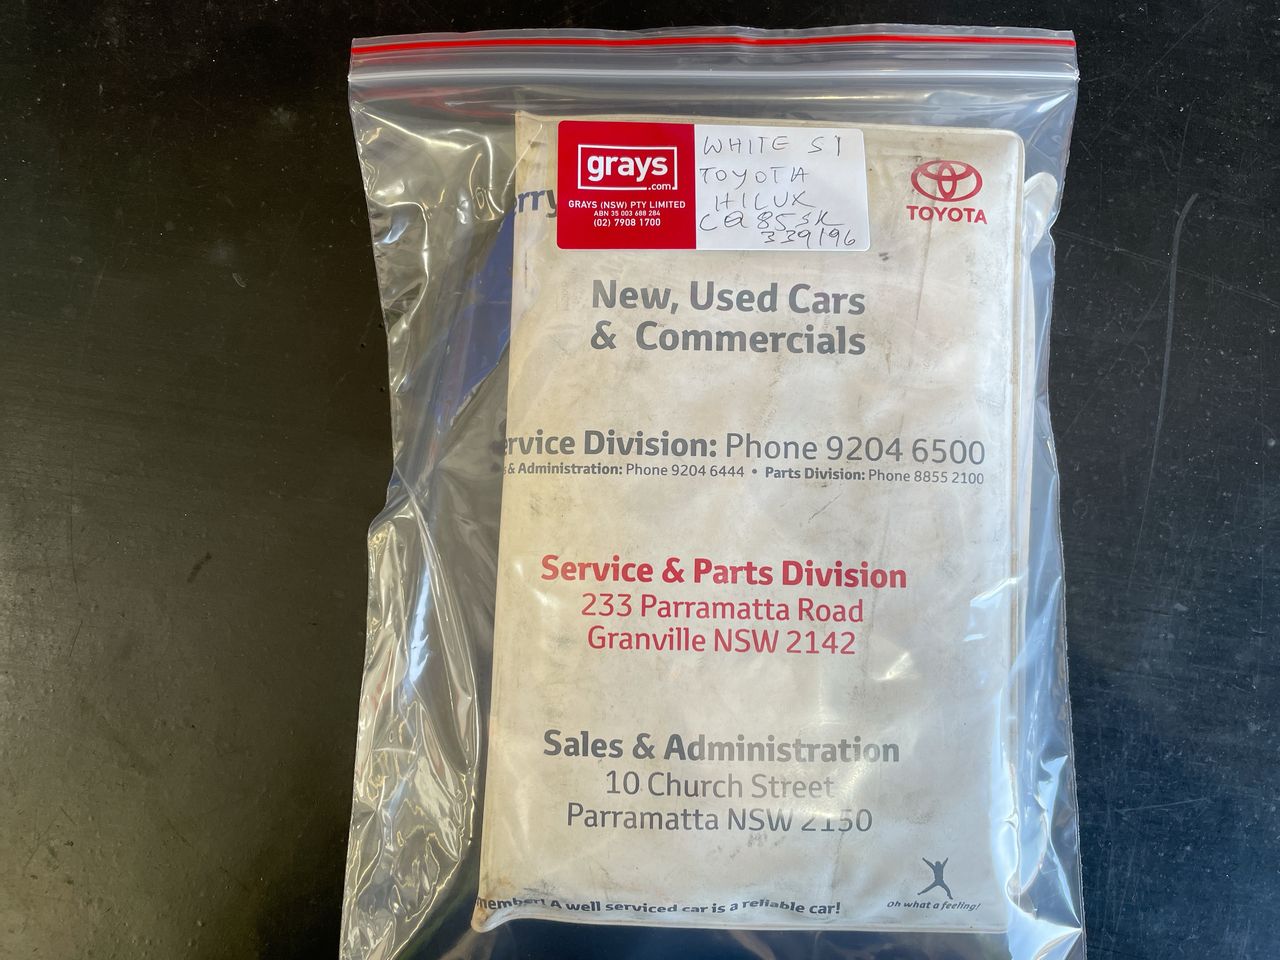 grays
.com
GRAYS (NSW) PTY LIMITED
ABN 35 003 688 284
(02) 7908 1700
WHITE S1
TOYOTA
HILUX
CQ85SK
339196
TOYOTA
rry
New, Used Cars
& Commercials
ervice Division: Phone 9204 6500
s & Administration: Phone 9204 6444 • Parts Division: Phone 8855 2100
Service & Parts Division
233 Parramatta Road
Granville NSW 2142
Sales & Administration
10 Church Street
Parramatta NSW 2150
oh what a feeling!
member! A well serviced car is a reliable car!